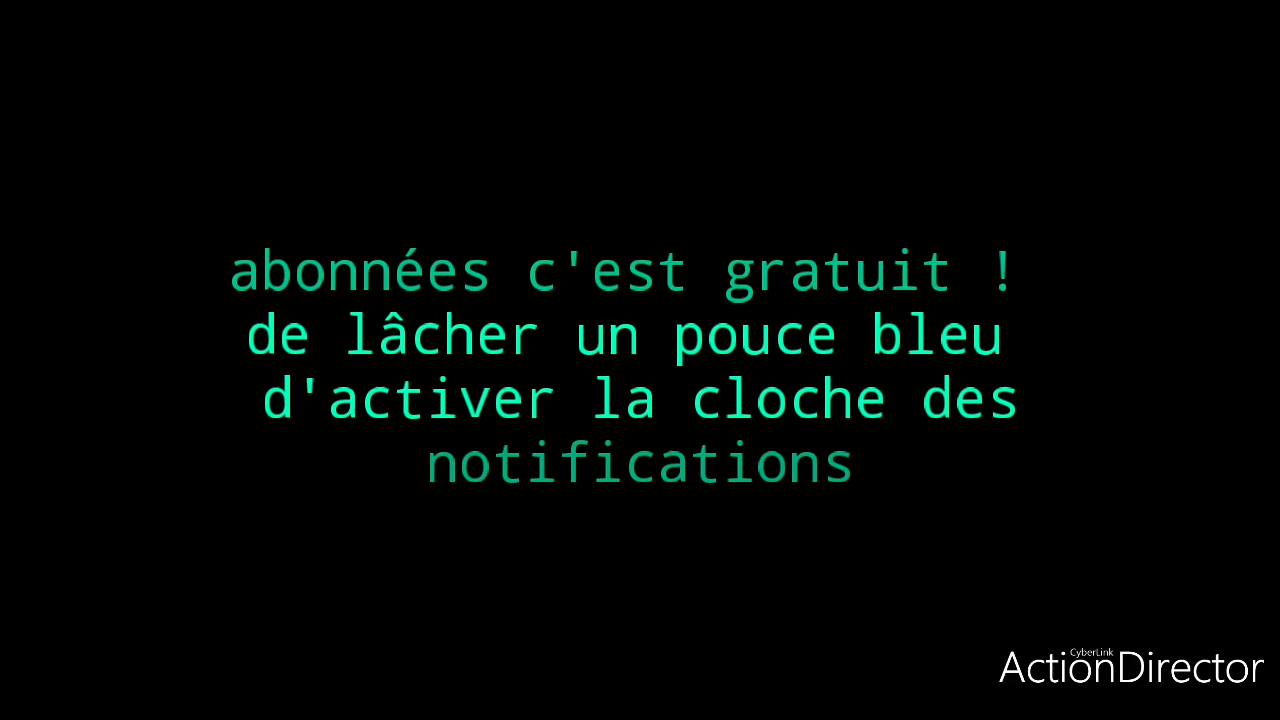 abonnées c'est gratuit !
de lâcher un pouce bleu
d'activer la cloche des
notifications
CyberLink
ActionDirector